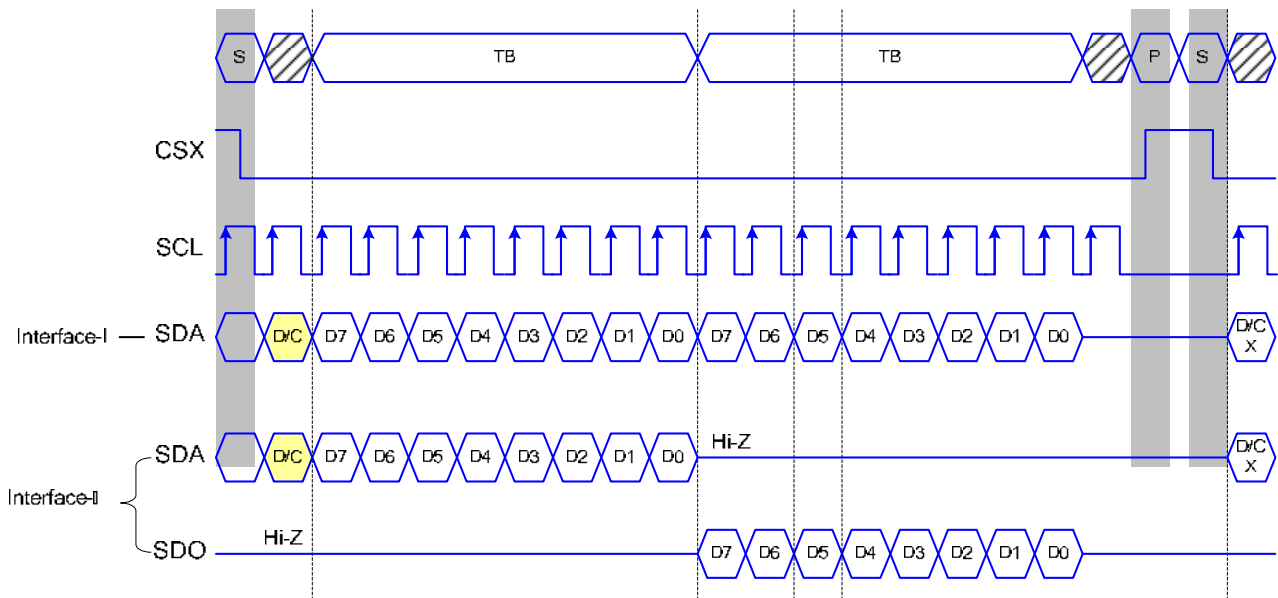 S TB TB P S
CSX
SCL
Interface-I SDA D/C D7 D6 D5 D4 D3 D2 D1 D0 D7 D6 D5 D4 D3 D2 D1 D0 D/C
X
SDA D/C D7 D6 D5 D4 D3 D2 D1 D0 Hi-Z D/C
X
Interface-II
SDO Hi-Z D7 D6 D5 D4 D3 D2 D1 D0